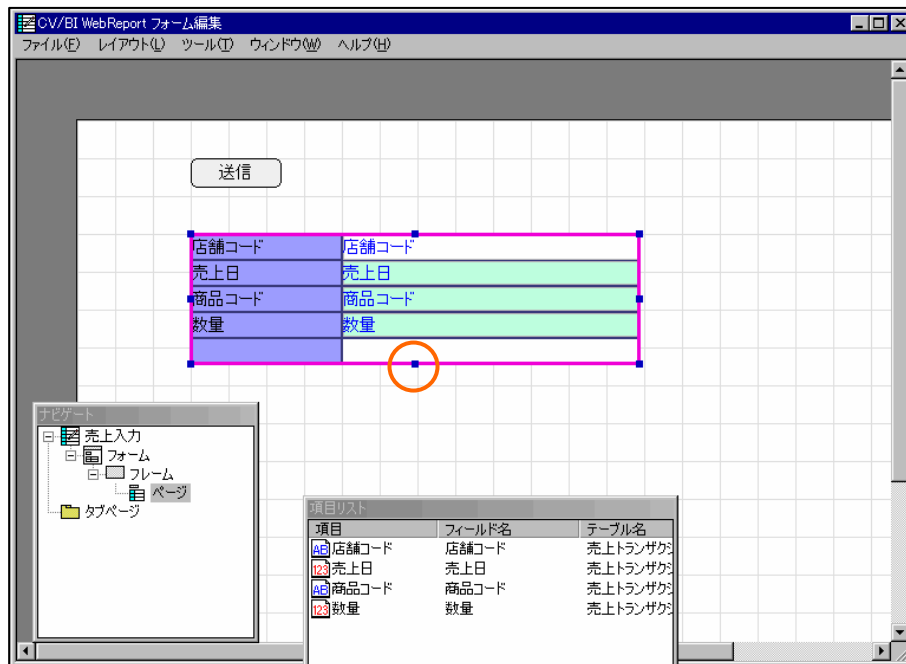 CV/BI WebReport フォーム編集
ファイル(F) レイアウト(L) ツール(T) ウィンドウ(W) ヘルプ(H)
送信
店舗コード 店舗コード
売上日 売上日
商品コード 商品コード
数量 数量
ナビゲート
売上入力
フォーム
フレーム
ページ
タブページ
項目リスト
項目 フィールド名 テーブル名
AB 店舗コード 店舗コード 売上トランザクシ
123 売上日 売上日 売上トランザクシ
AB 商品コード 商品コード 売上トランザクシ
123 数量 数量 売上トランザクシ